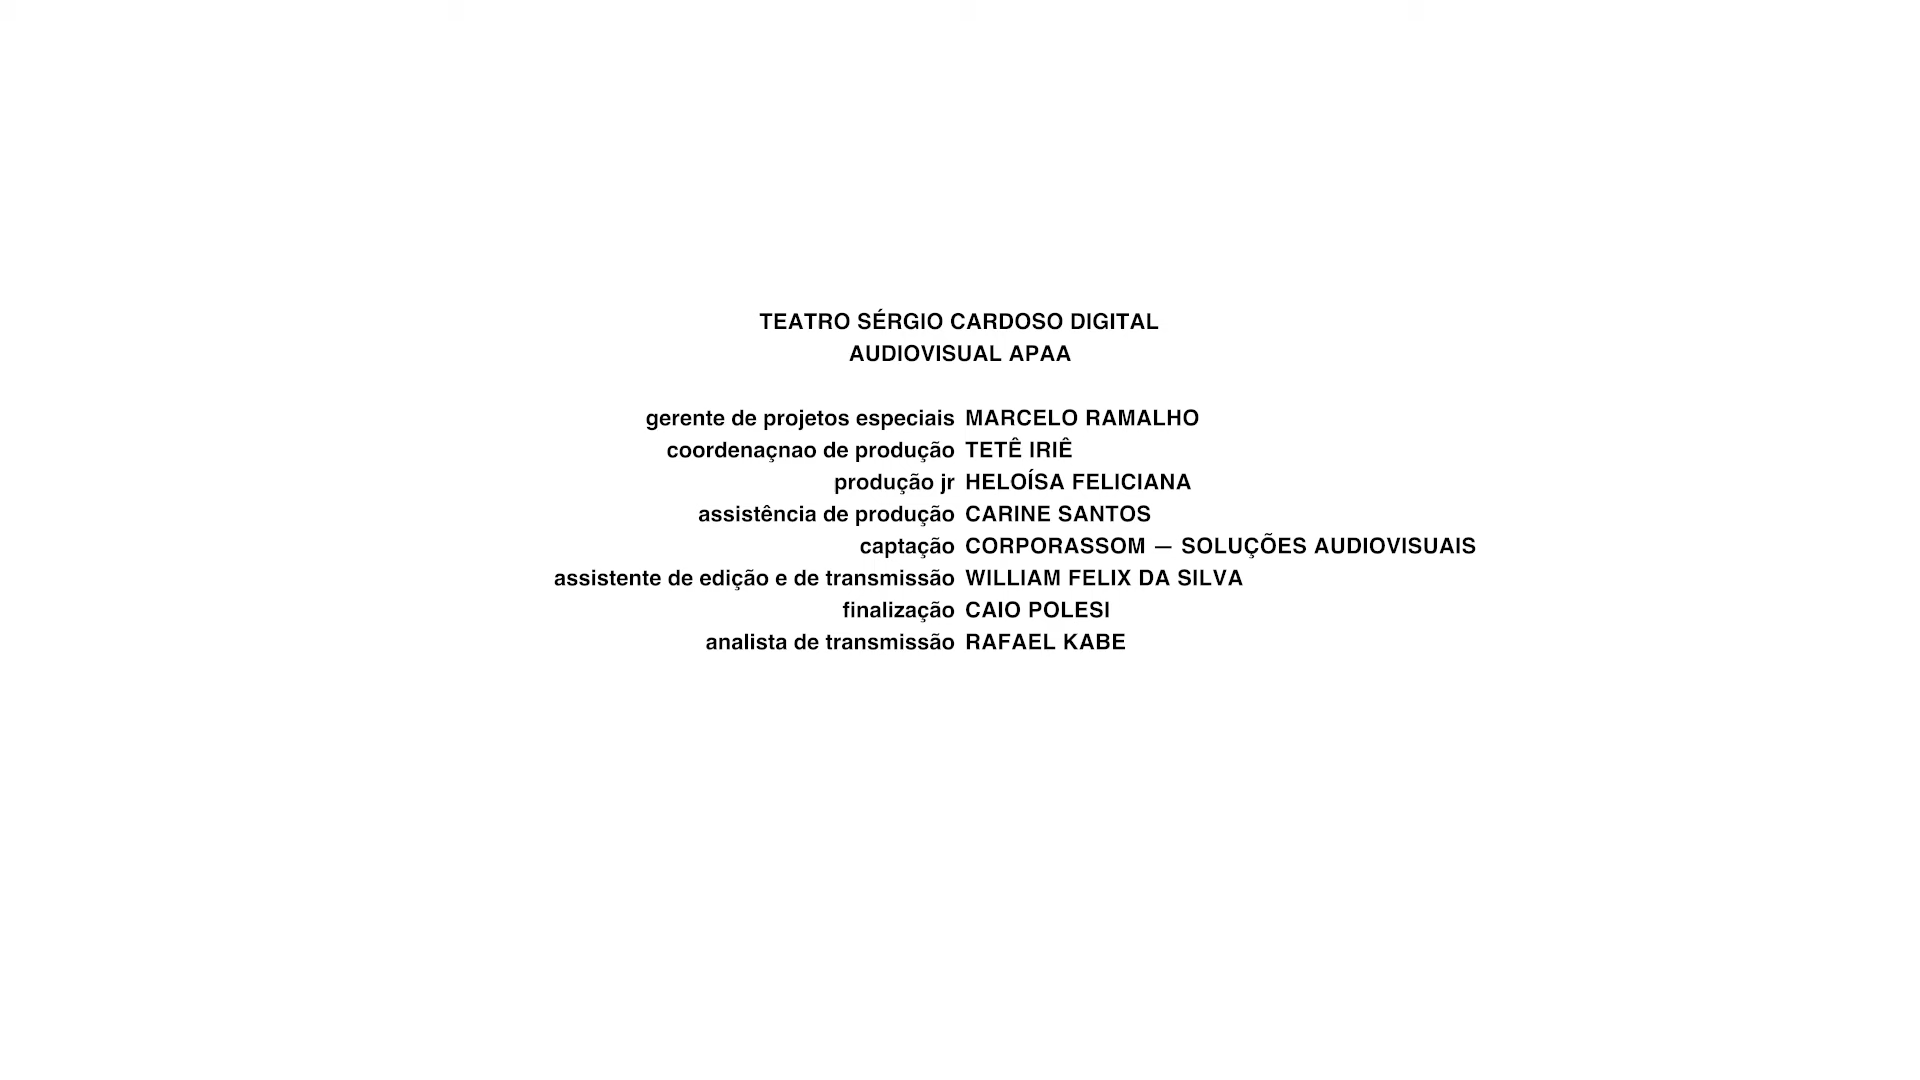 TEATRO SÉRGIO CARDOSO DIGITAL
AUDIOVISUAL APAA
gerente de projetos especiais MARCELO RAMALHO
coordenaçnao de produção TETÊ IRIÊ
produção jr HELOÍSA FELICIANA
assistência de produção CARINE SANTOS
captação CORPORASSOM — SOLUÇÕES AUDIOVISUAIS
assistente de edição e de transmissão WILLIAM FELIX DA SILVA
finalização CAIO POLESI
analista de transmissão RAFAEL KABE